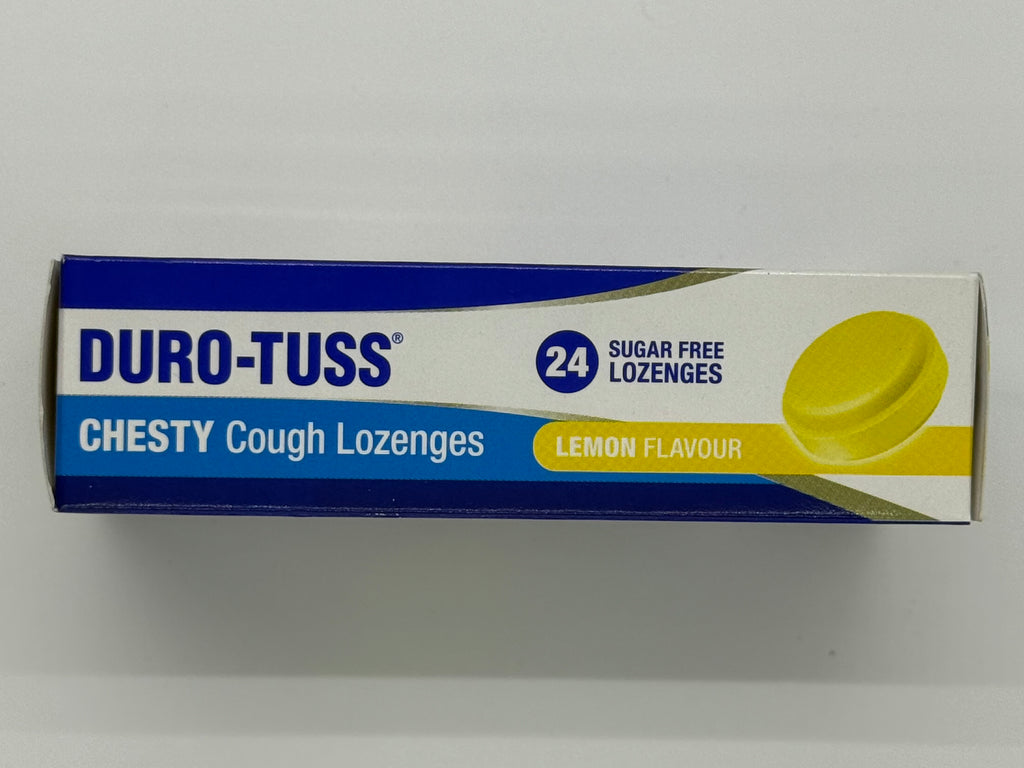 DURO-TUSS®
CHESTY Cough Lozenges
24
SUGAR FREE
LOZENGES
LEMON FLAVOUR